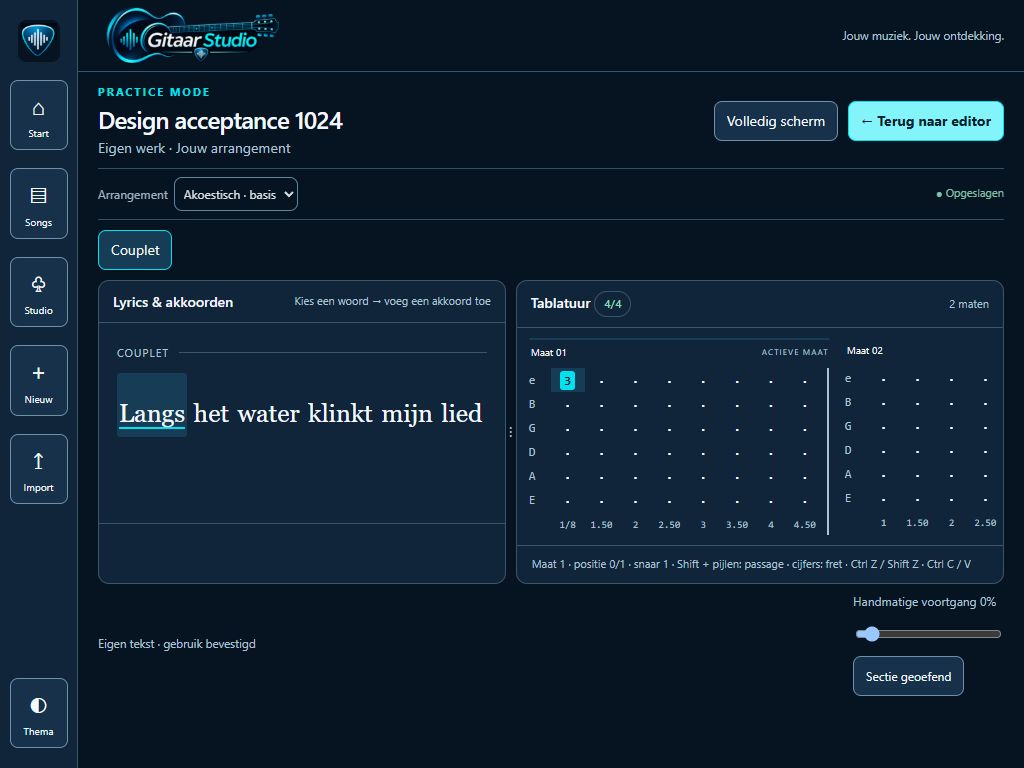 Gitaar Studio
Jouw muziek. Jouw ontdekking.
Start
Songs
Studio
+
Nieuw
Import
Thema
PRACTICE MODE
Design acceptance 1024
Eigen werk · Jouw arrangement
Volledig scherm
← Terug naar editor
Arrangement
Akoestisch · basis
● Opgeslagen
Couplet
Lyrics & akkoorden
Kies een woord → voeg een akkoord toe
COUPLET
Langs het water klinkt mijn lied
Tablatuur
4/4
2 maten
Maat 01
ACTIEVE MAAT
e 3 · · · · · · ·
B · · · · · · · ·
G · · · · · · · ·
D · · · · · · · ·
A · · · · · · · ·
E · · · · · · · ·
1/8 1.50 2 2.50 3 3.50 4 4.50
Maat 02
e · · · ·
B · · · ·
G · · · ·
D · · · ·
A · · · ·
E · · · ·
1 1.50 2 2.50
Maat 1 · positie 0/1 · snaar 1 · Shift + pijlen: passage · cijfers: fret · Ctrl Z / Shift Z · Ctrl C / V
Eigen tekst · gebruik bevestigd
Handmatige voortgang 0%
Sectie geoefend